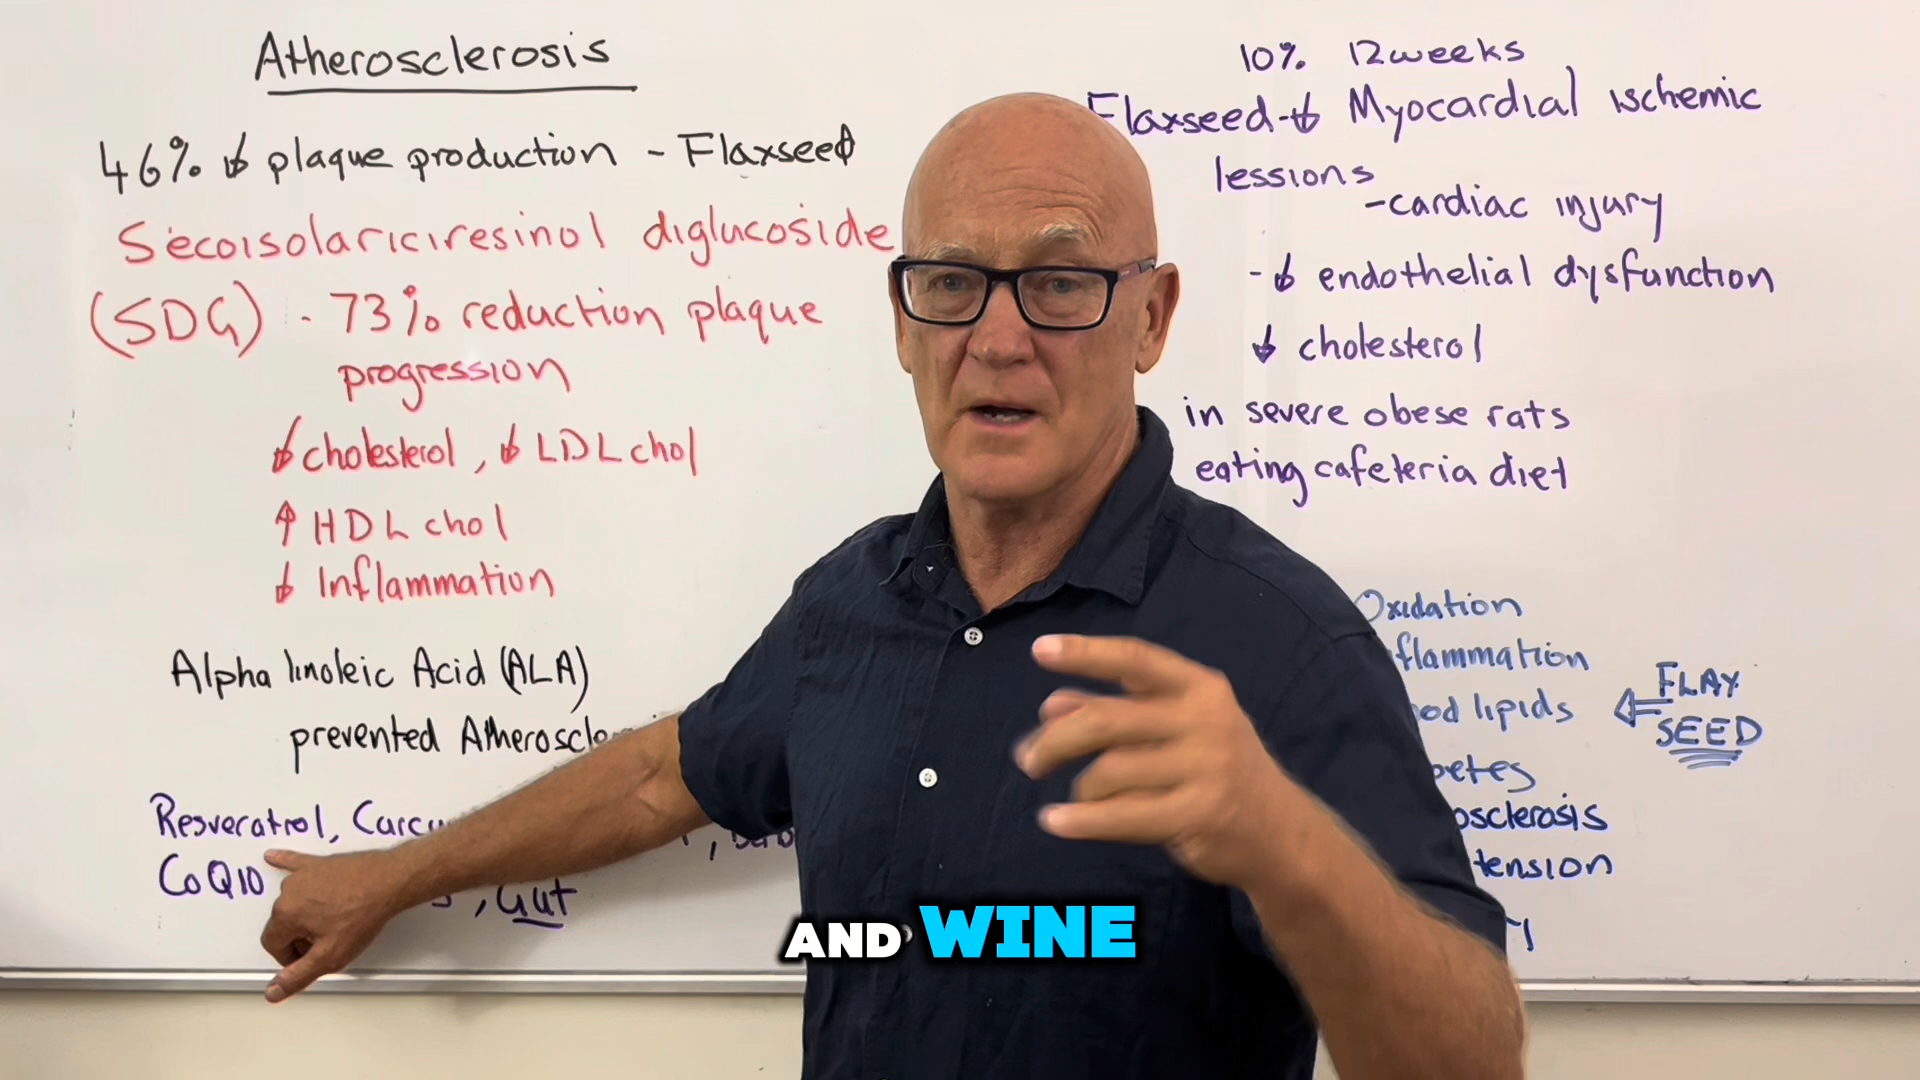 Atherosclerosis
46% ↓ plaque production - Flaxseed
Secoisolariciresinol diglucoside
(SDG) - 73% reduction plaque
progression
↓ cholesterol, ↓ LDL chol
↑ HDL chol
↓ Inflammation
Alpha linoleic Acid (ALA)
prevented
Resveratrol,
CoQ10
, Gut
10% 12weeks
Flaxseed-↓ Myocardial ischemic
lessions
-cardiac injury
-↓ endothelial dysfunction
↓ cholesterol
in severe obese rats
eating cafeteria diet
Oxidation
flammation
lipids
FLAX
SEED
betes
osclerosis
tension
AND WINE